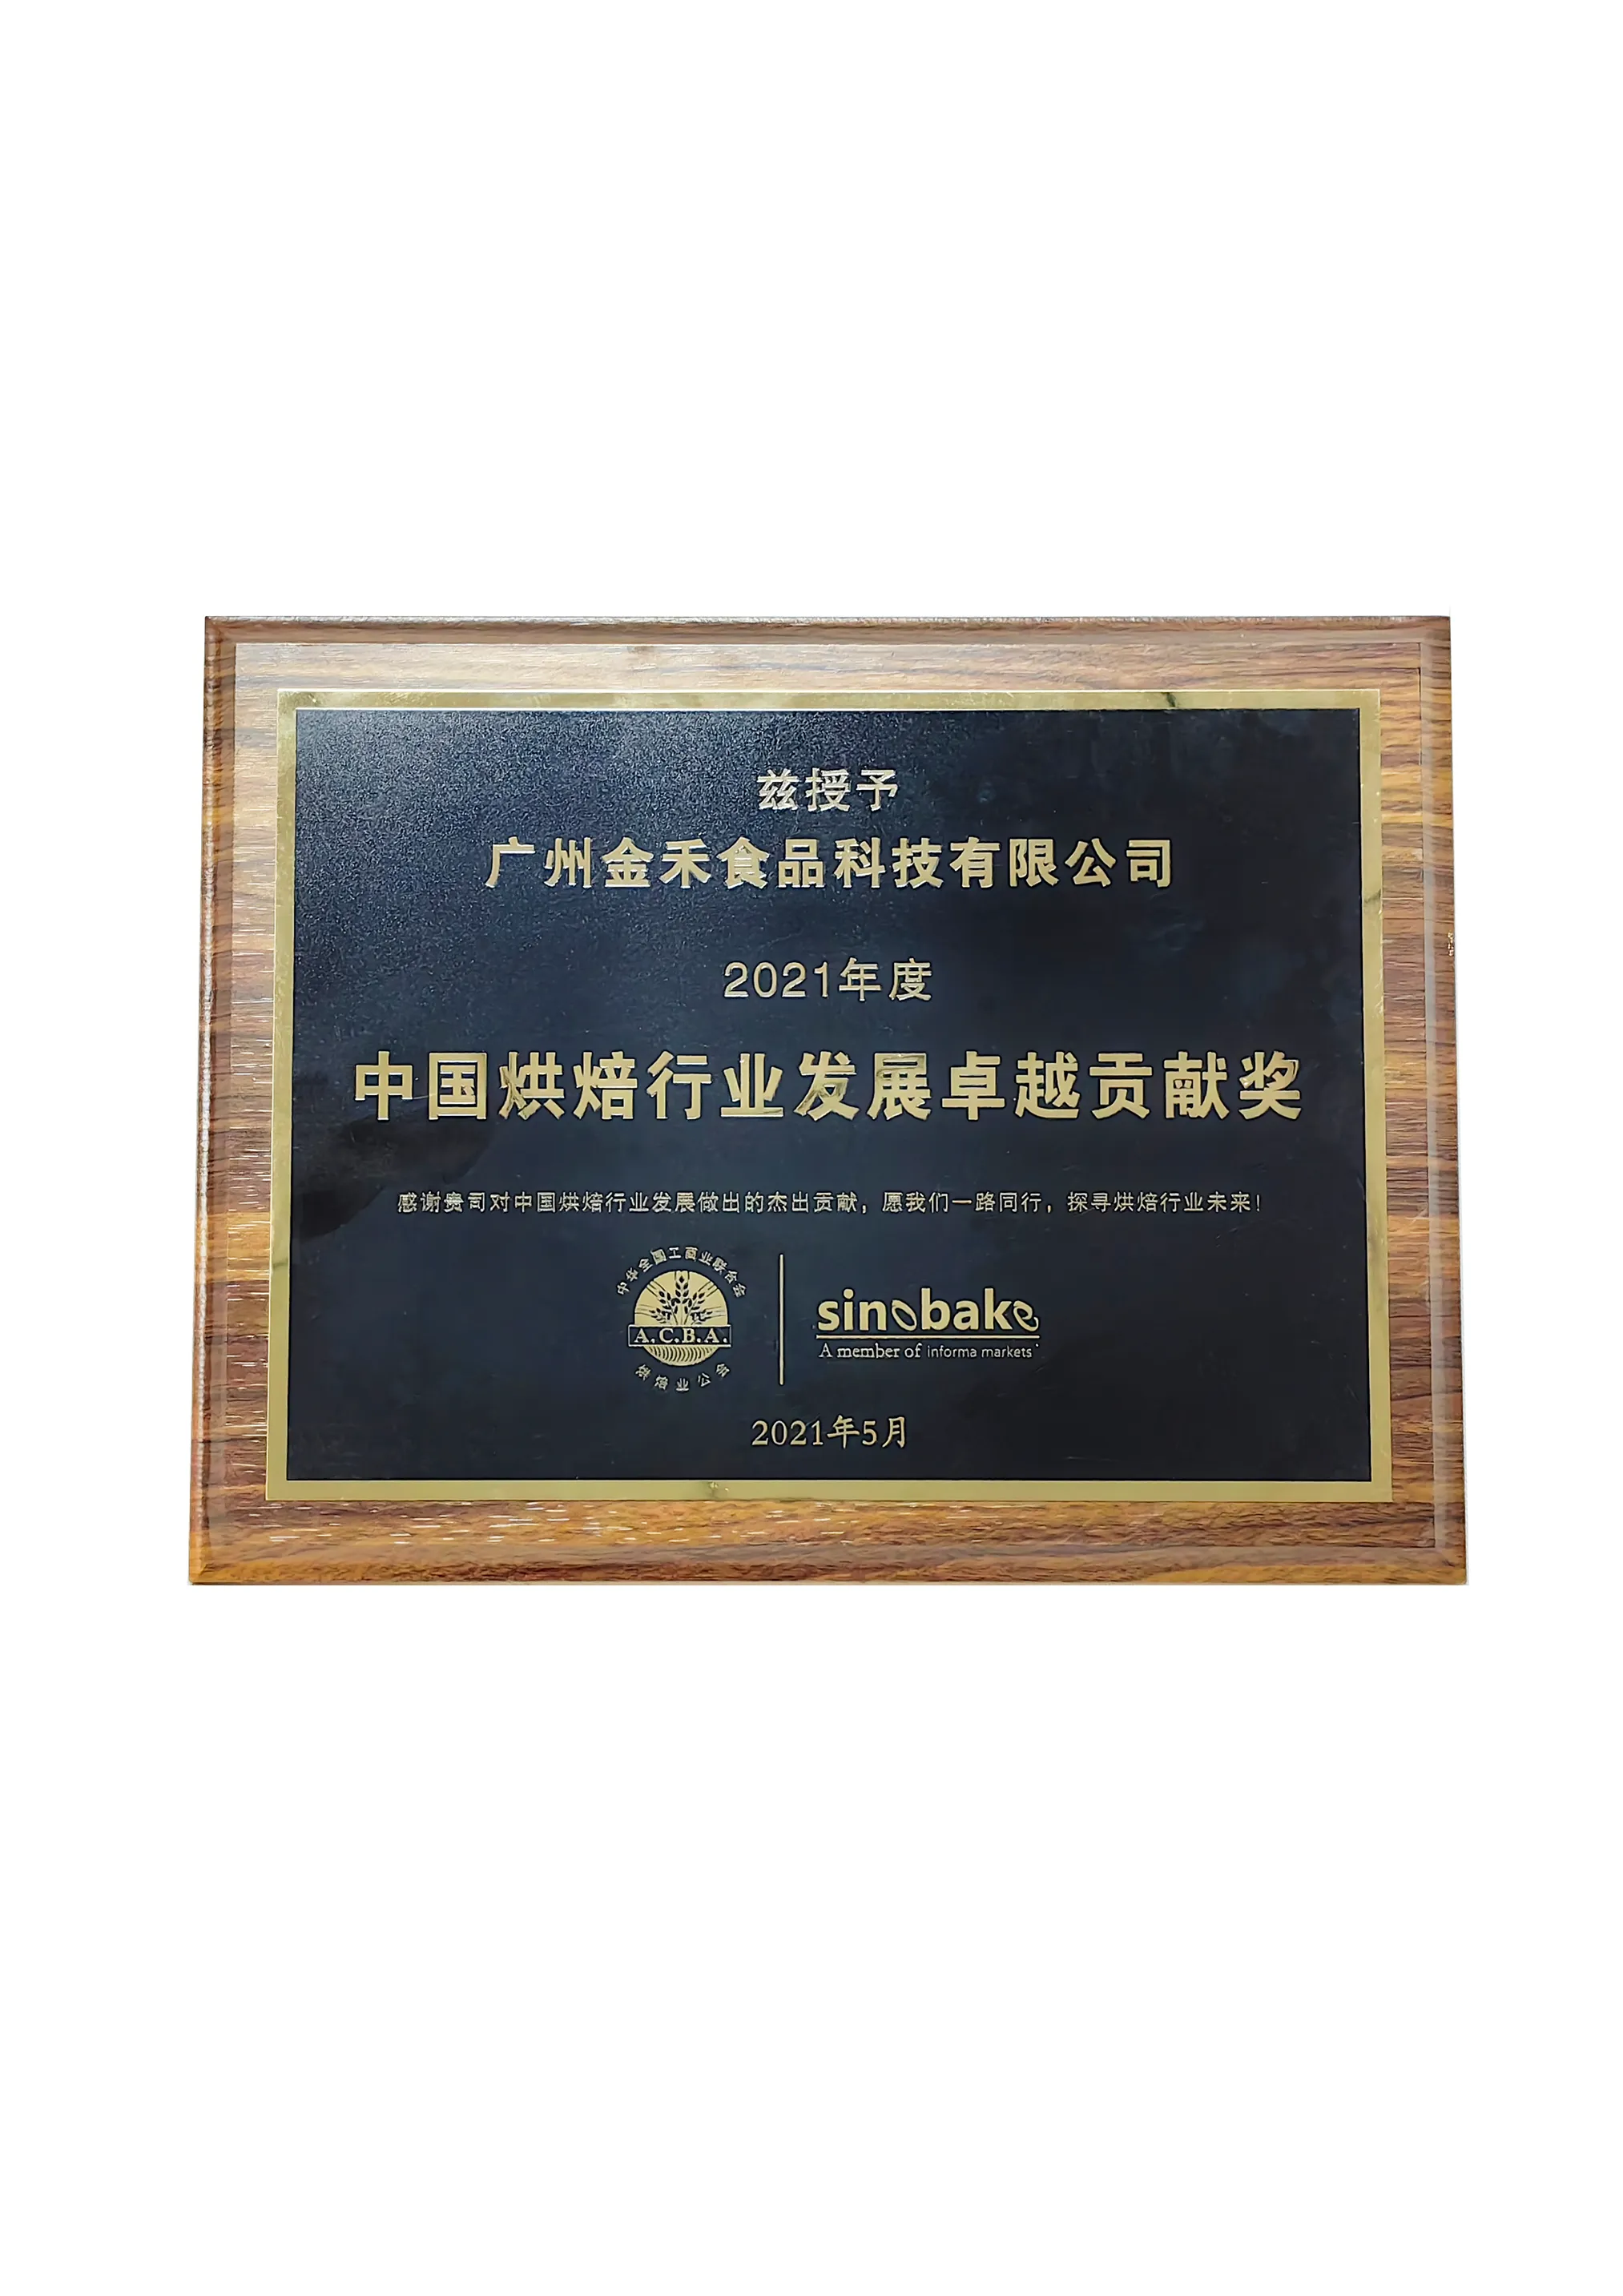 兹授予
广州金禾食品科技有限公司
2021年度
中国烘焙行业发展卓越贡献奖
感谢贵司对中国烘焙行业发展做出的杰出贡献，愿我们一路同行，探寻烘焙行业未来！
中华全国工商业联合会
A.C.B.A.
烘焙业公会
sinobake
A member of informa markets
2021年5月